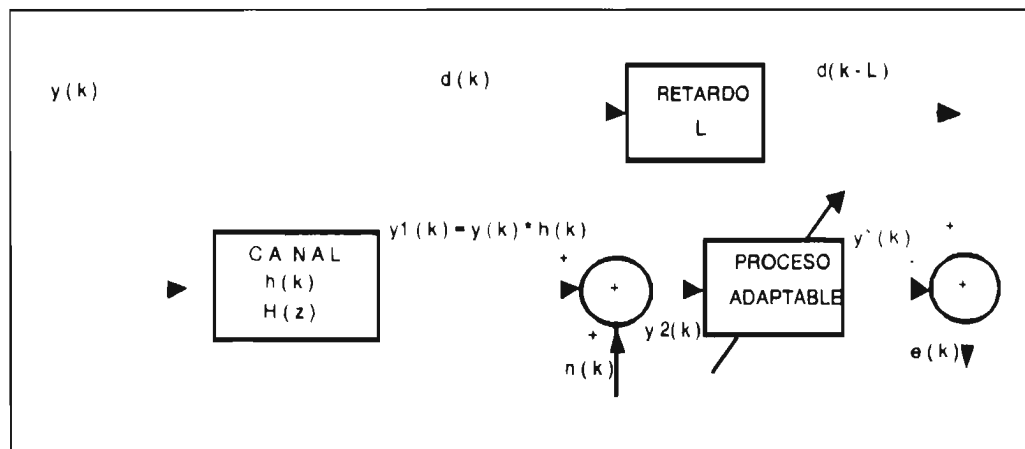 y(k)
d(k)
RETARDO
L
d(k-L)
CANAL
h(k)
H(z)
y1(k)=y(k)*h(k)
+
+
+
n(k)
y2(k)
PROCESO
ADAPTABLE
y`(k)
+
-
+
e(k)